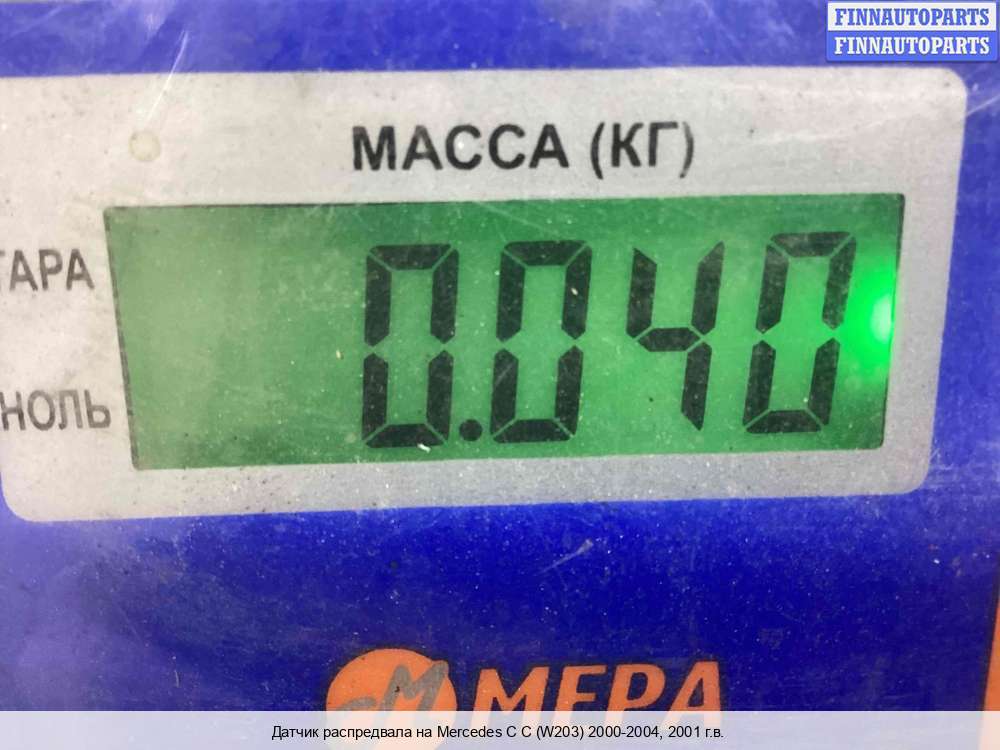 FINNAUTOPARTS
FINNAUTOPARTS
МАССА (КГ)
ТАРА
0.040
НОЛЬ
М МЕРА
Датчик распредвала на Mercedes C C (W203) 2000-2004, 2001 г.в.